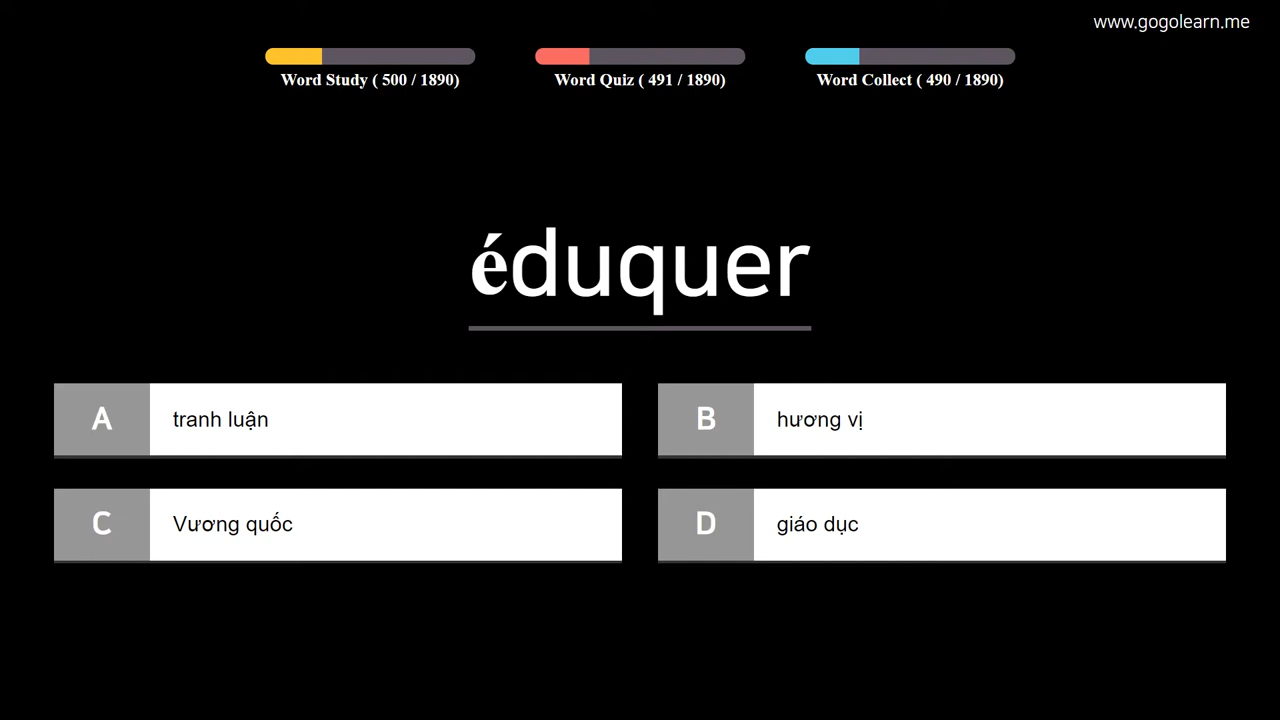 www.gogolearn.me
Word Study ( 500 / 1890)
Word Quiz ( 491 / 1890)
Word Collect ( 490 / 1890)
éduquer
A
tranh luận
B
hương vị
C
Vương quốc
D
giáo dục